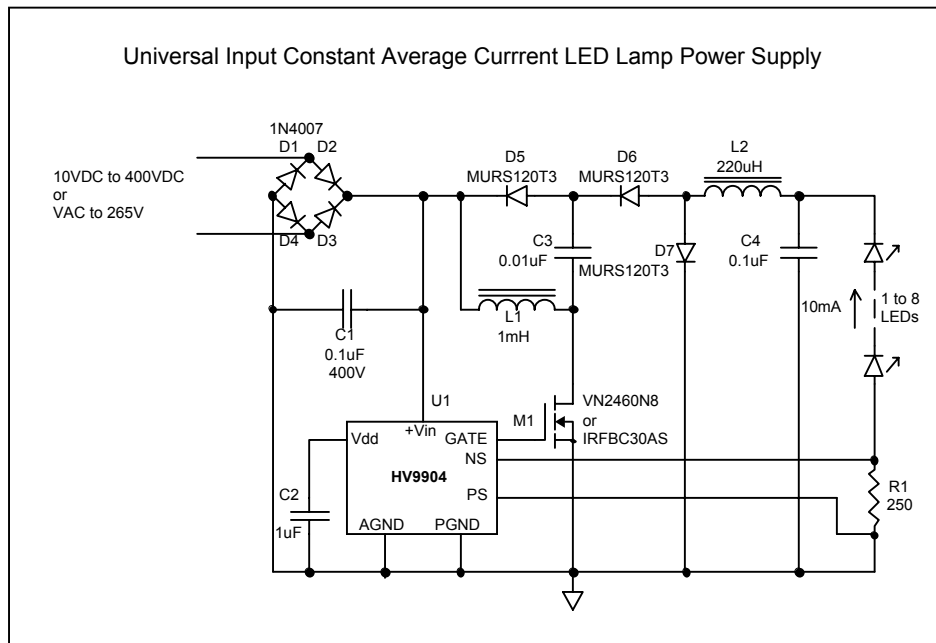 Universal Input Constant Average Currrent LED Lamp Power Supply
1N4007
D1
D2
10VDC to 400VDC
or
VAC to 265V
D4
D3
D5
MURS120T3
D6
MURS120T3
L2
220uH
C3
0.01uF
D7
MURS120T3
C4
0.1uF
10mA
1 to 8
LEDs
L1
1mH
C1
0.1uF
400V
U1
M1
VN2460N8
or
IRFBC30AS
+Vin
Vdd
GATE
NS
HV9904
PS
R1
250
C2
1uF
AGND
PGND